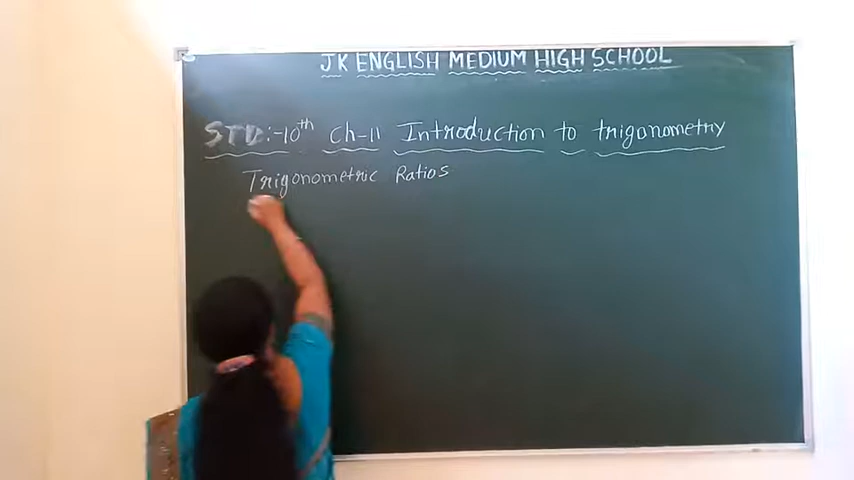 JK ENGLISH MEDIUM HIGH SCHOOL
STD:-10th Ch-11 Introduction to trigonometry
Trigonometric Ratios